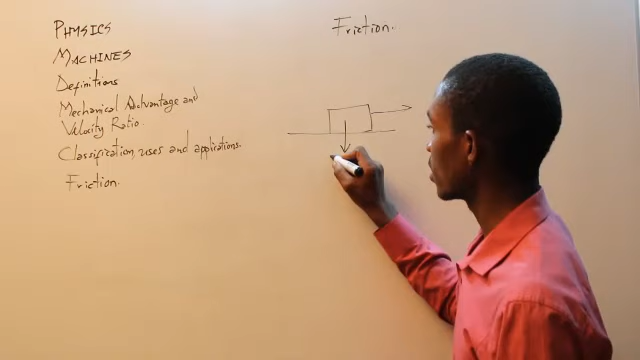 PHYSICS
MACHINES
Definitions
Mechanical Advantage and
Velocity Ratio
Classification, uses and applications.
Friction.
Friction.